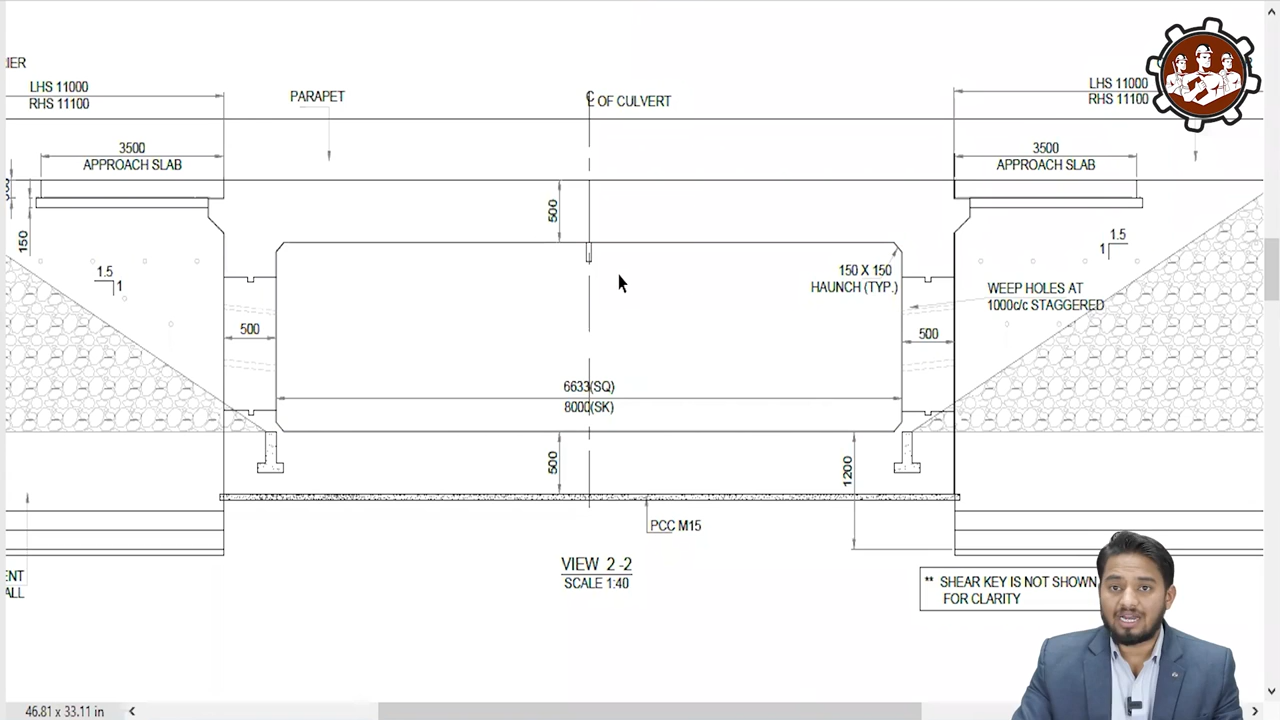 LHS 11000
RHS 11100
PARAPET
℄ OF CULVERT
LHS 11000
RHS 11100
3500
APPROACH SLAB
3500
APPROACH SLAB
500
150
1.5
1
1.5
1
150 X 150
HAUNCH (TYP.)
WEEP HOLES AT
1000c/c STAGGERED
500
500
6633(SQ)
8000(SK)
500
1200
PCC M15
VIEW 2-2
SCALE 1:40
** SHEAR KEY IS NOT SHOWN
FOR CLARITY
46.81 x 33.11 in